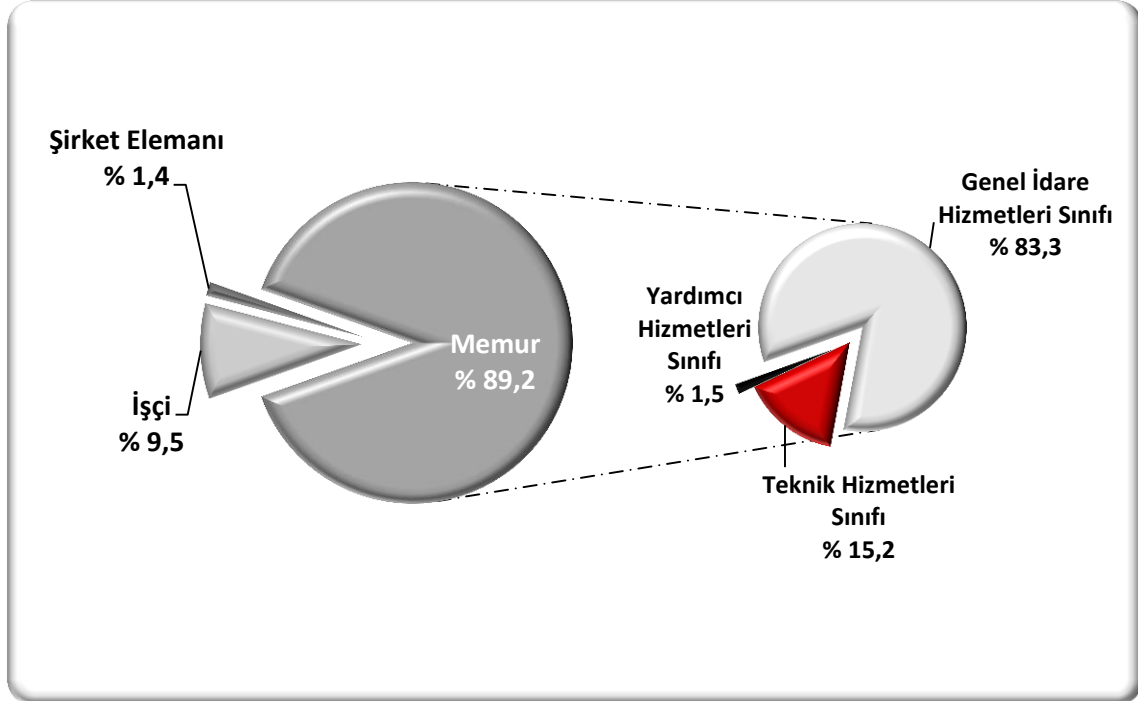 Şirket Elemanı
% 1,4
İşçi
% 9,5
Memur
% 89,2
Genel İdare
Hizmetleri Sınıfı
% 83,3
Yardımcı
Hizmetleri
Sınıfı
% 1,5
Teknik Hizmetleri
Sınıfı
% 15,2